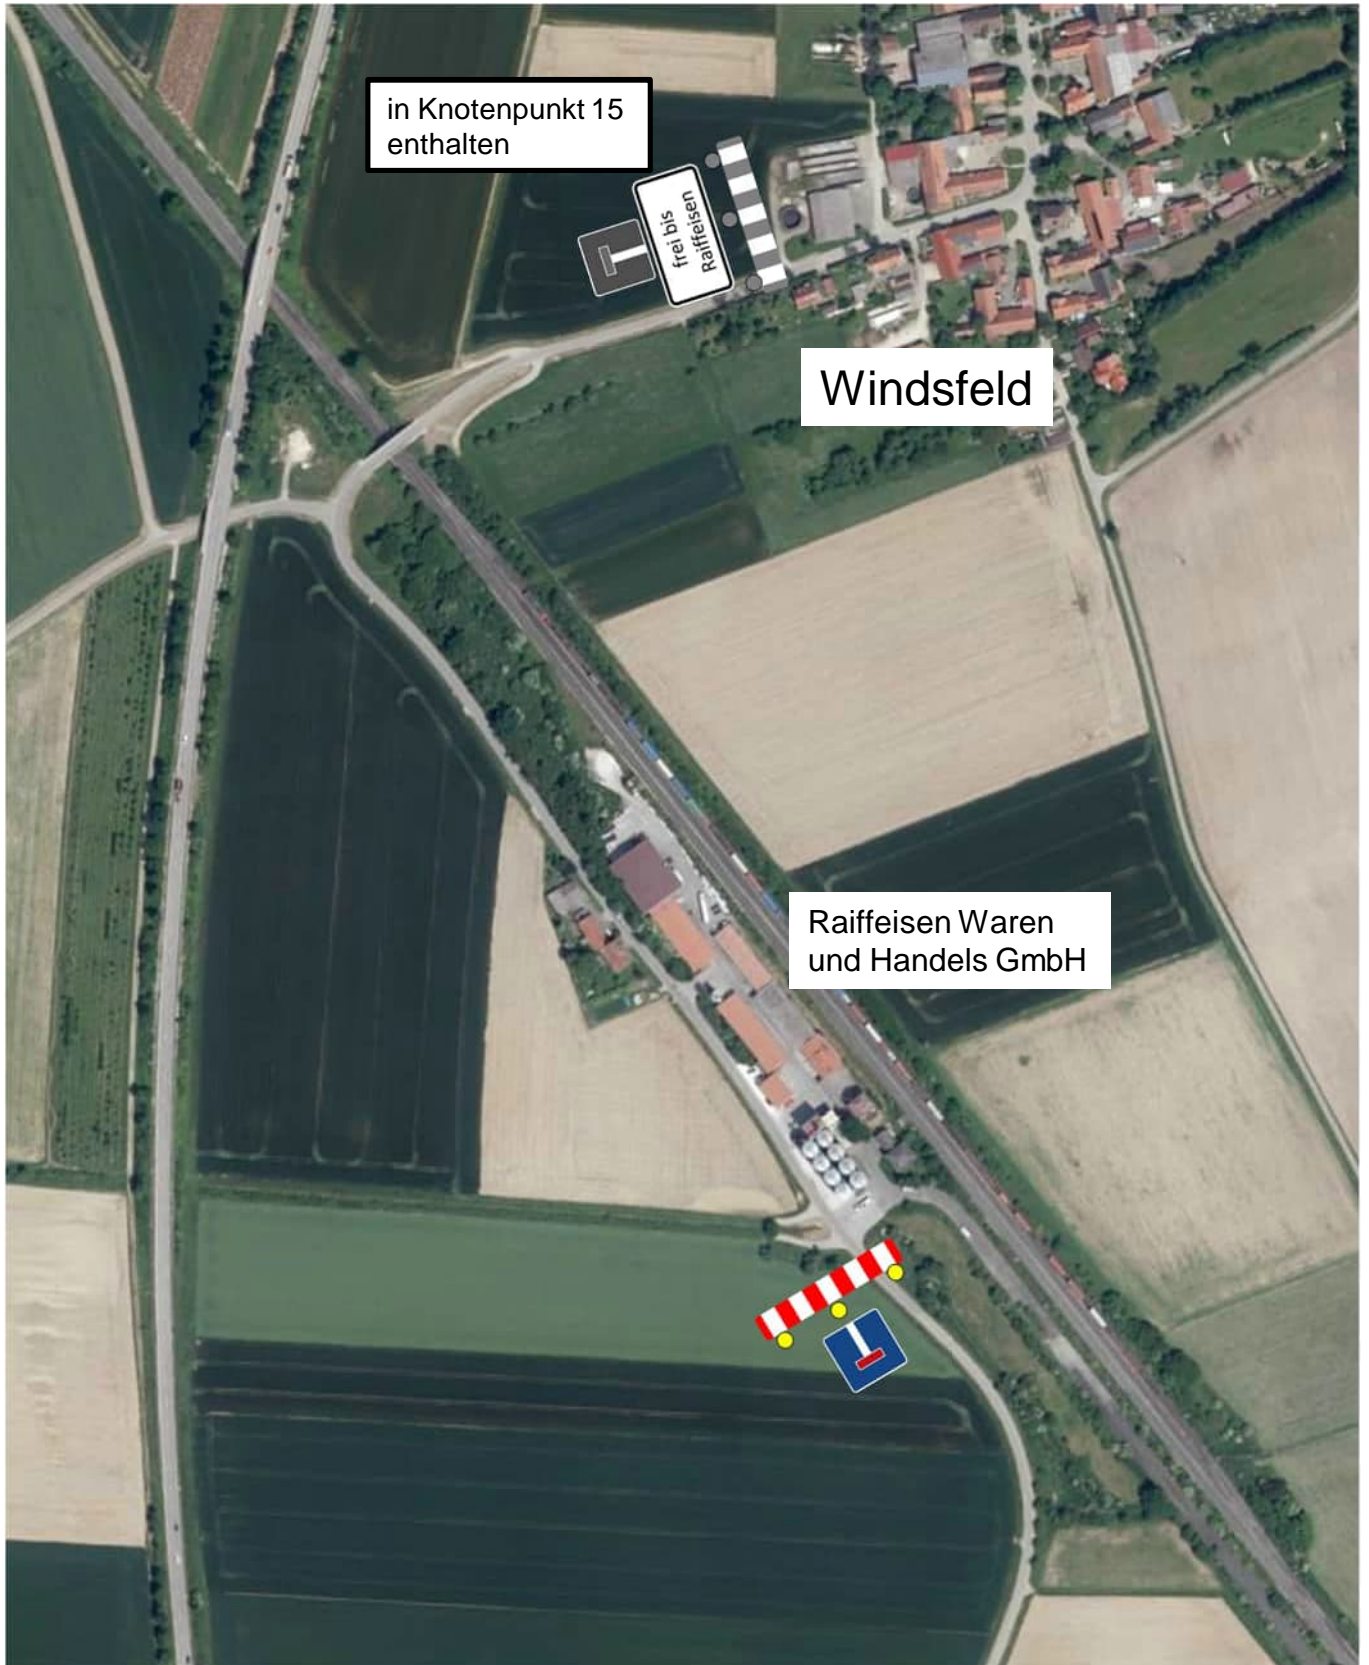 in Knotenpunkt 15
enthalten
frei bis
Raiffeisen
Windsfeld
Raiffeisen Waren
und Handels GmbH